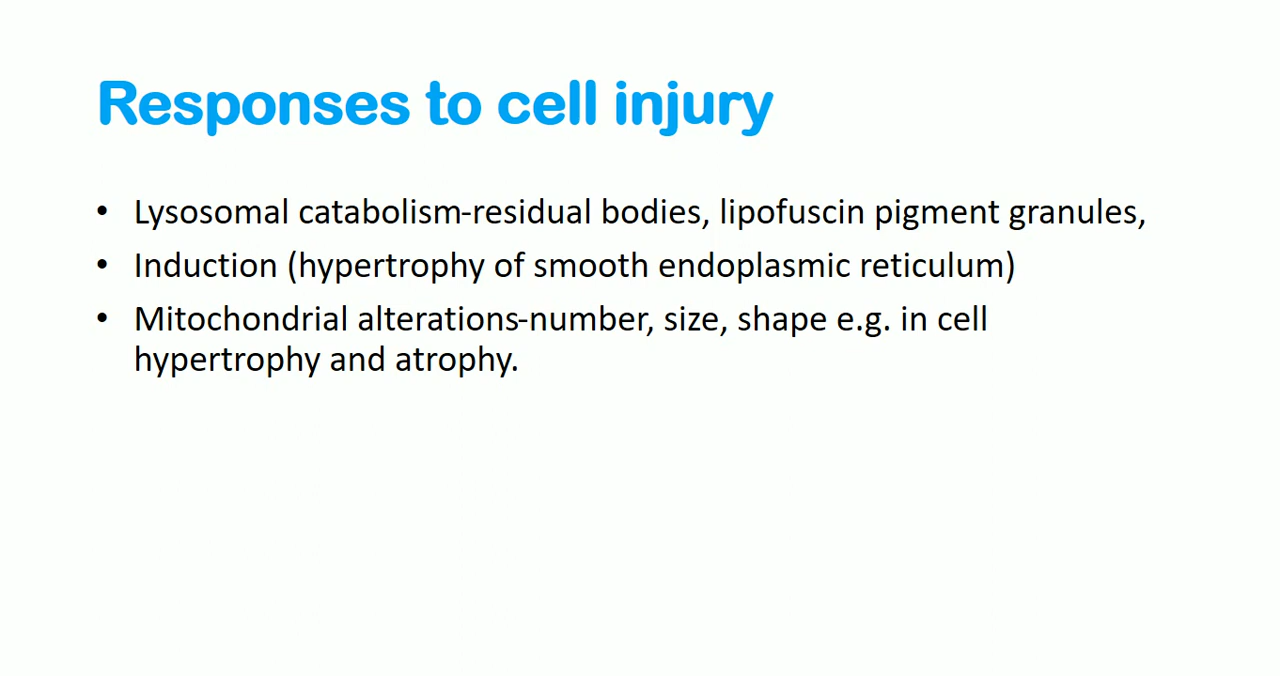 Responses to cell injury
• Lysosomal catabolism-residual bodies, lipofuscin pigment granules,
• Induction (hypertrophy of smooth endoplasmic reticulum)
• Mitochondrial alterations-number, size, shape e.g. in cell
hypertrophy and atrophy.